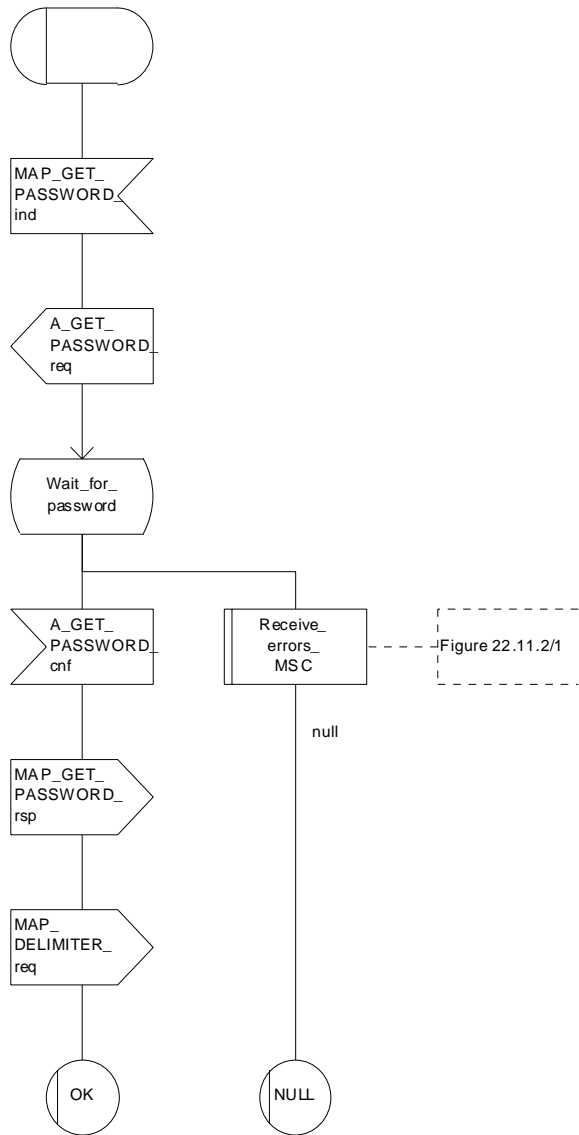 MAP_GET_
PASSWORD_
ind
A_GET_
PASSWORD_
req
Wait_for_
password
A_GET_
PASSWORD_
cnf
Receive_
errors_
MSC
Figure 22.11.2/1
null
MAP_GET_
PASSWORD_
rsp
MAP_
DELIMITER_
req
OK
NULL